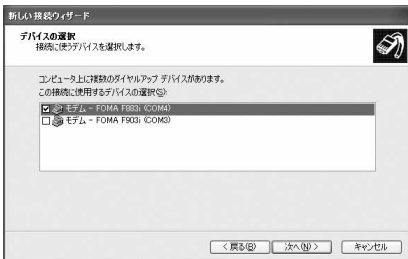 新しい接続ウィザード
デバイスの選択
接続に使うデバイスを選択します。
コンピュータ上に複数のダイヤルアップ デバイスがあります。
この接続に使用するデバイスの選択(S):
モデム - FOMA F883i (COM4)
モデム - FOMA F903i (COM3)
< 戻る(B)
次へ(N) >
キャンセル